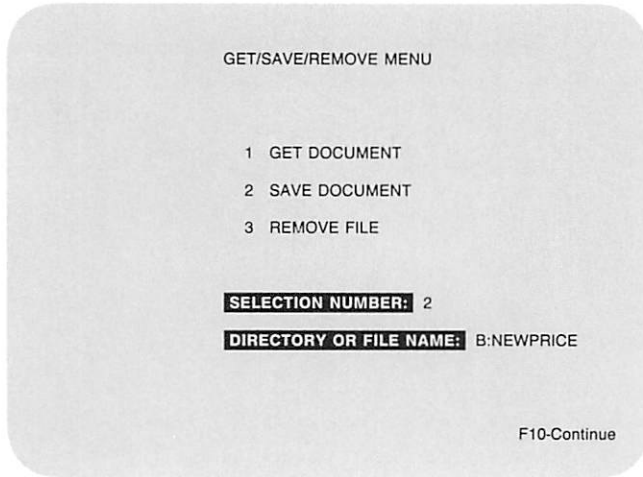 GET/SAVE/REMOVE MENU
1 GET DOCUMENT
2 SAVE DOCUMENT
3 REMOVE FILE
SELECTION NUMBER: 2
DIRECTORY OR FILE NAME: B:NEWPRICE
F10-Continue